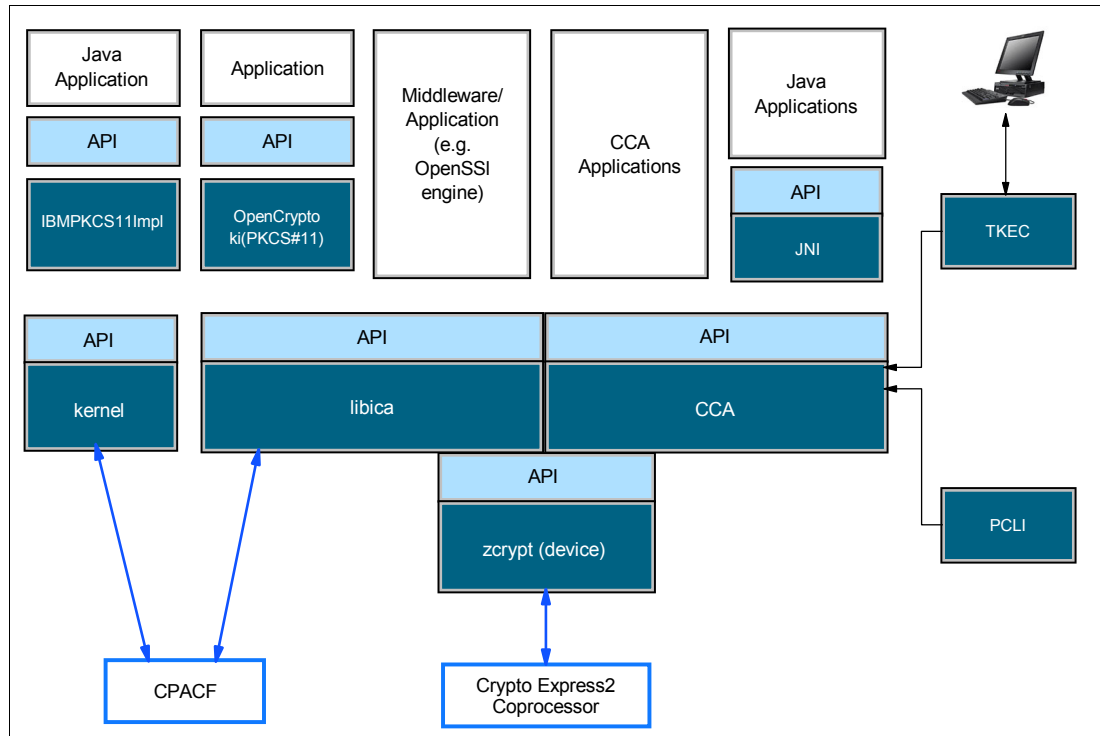 Java
Application
API
IBMPKCS11Impl
Application
API
OpenCrypto
ki(PKCS#11)
Middleware/
Application
(e.g.
OpenSSI
engine)
CCA
Applications
Java
Applications
API
JNI
TKEC
API
kernel
API
libica
API
CCA
API
zcrypt (device)
PCLI
CPACF
Crypto Express2
Coprocessor